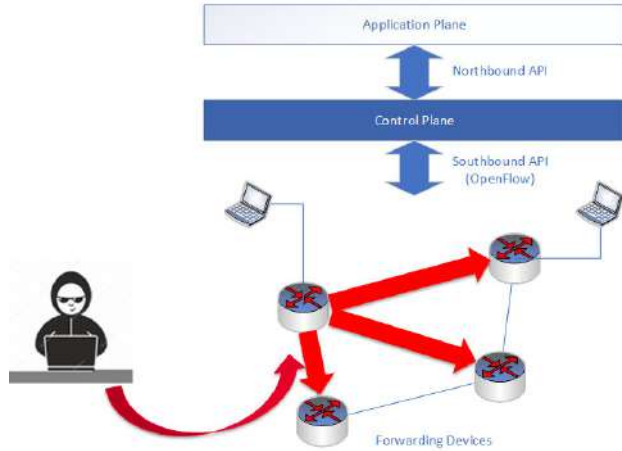 Application Plane
Northbound API
Control Plane
Southbound API
(OpenFlow)
Forwarding Devices